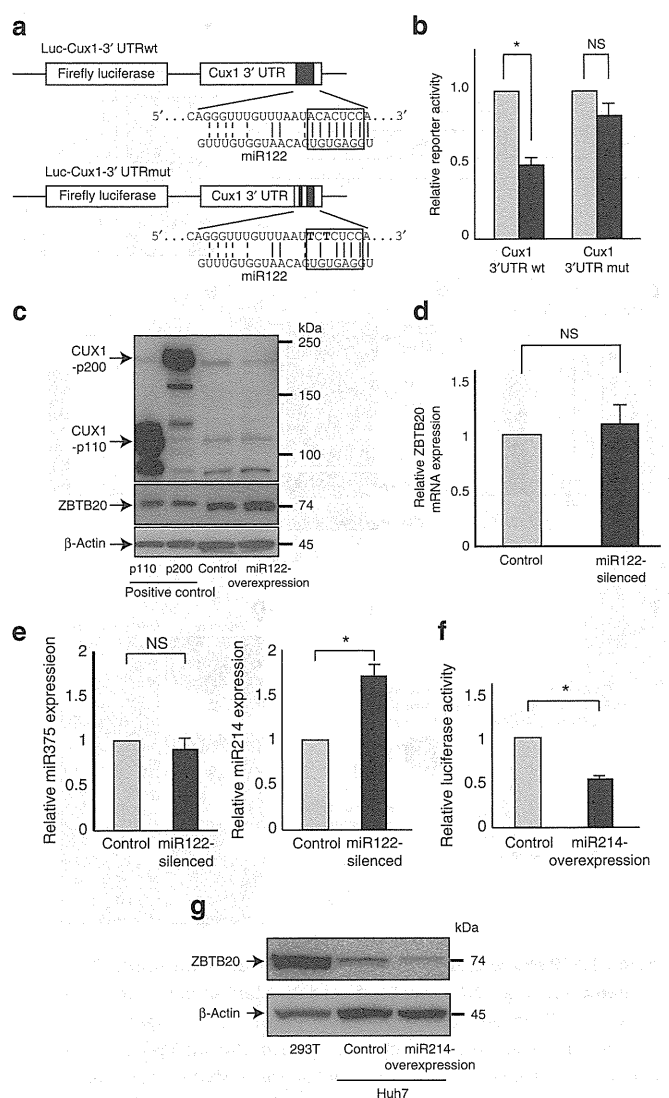 a
Luc-Cux1-3′ UTRwt
Firefly luciferase
Cux1 3′ UTR
5′...CAGGGUUUGUUUAAUACACUCCA...3′
GUUUGUGGUAACAGUGUGAGGU
miR122
Luc-Cux1-3′ UTRmut
Firefly luciferase
Cux1 3′ UTR
5′...CAGGGUUUGUUUAAUTCTCUCCA...3′
GUUUGUGGUAACAGUGUGAGGU
miR122
b
Relative reporter activity
1.0
0.5
0
*
NS
Cux1
3′UTR wt
Cux1
3′UTR mut
c
kDa
CUX1
-p200
CUX1
-p110
250
150
100
ZBTB20
74
β-Actin
45
p110 p200 Control miR122-
overexpression
Positive control
d
Relative ZBTB20
mRNA expression
1.5
1
0.5
0
NS
Control
miR122-
silenced
e
Relative miR375 expressieon
2
1.5
1
0.5
0
NS
Control miR122-
silenced
Relative miR214 expression
2
1.5
1
0.5
0
*
Control miR122-
silenced
f
Relative luciferase activity
1.5
1
0.5
0
*
Control miR214-
overexpression
g
kDa
ZBTB20
74
β-Actin
45
293T Control miR214-
overexpression
Huh7